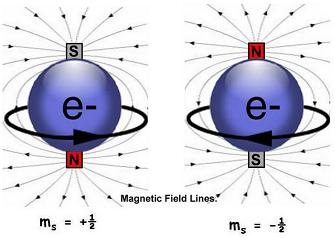 S N
e- e-
N S
Magnetic Field Lines.
mₛ = +½ mₛ = -½